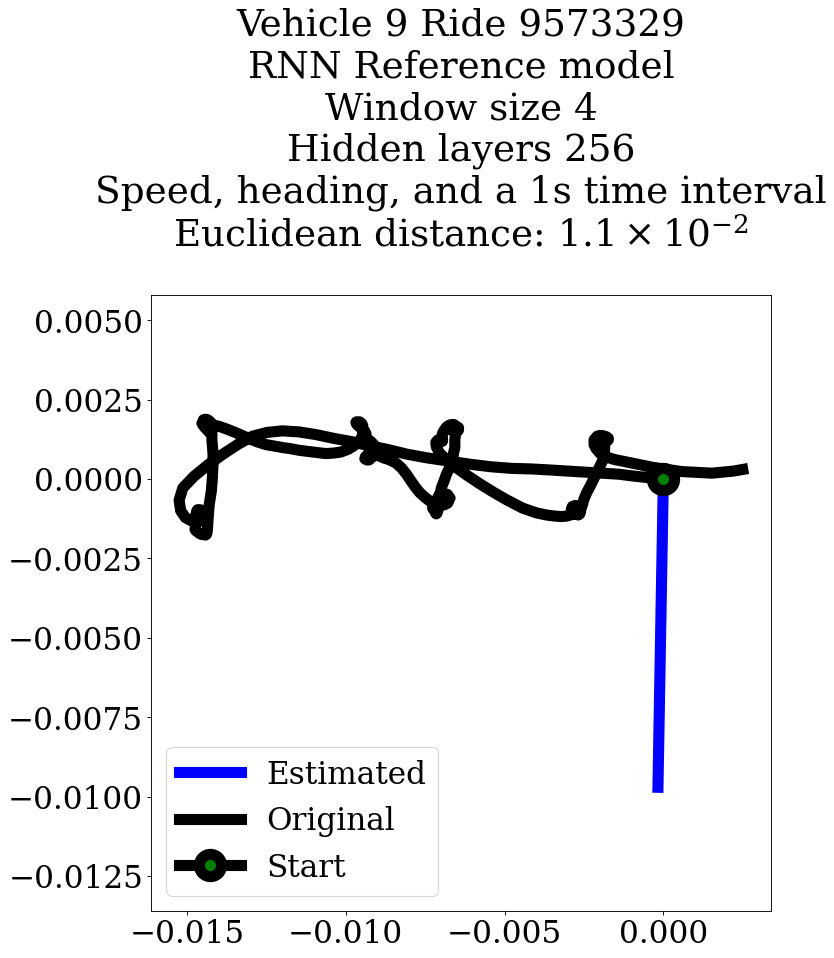 Vehicle 9 Ride 9573329
RNN Reference model
Window size 4
Hidden layers 256
Speed, heading, and a 1s time interval
Euclidean distance: 1.1 × 10⁻²
0.0050
0.0025
0.0000
−0.0025
−0.0050
−0.0075
−0.0100
−0.0125
Estimated
Original
Start
−0.015 −0.010 −0.005 0.000